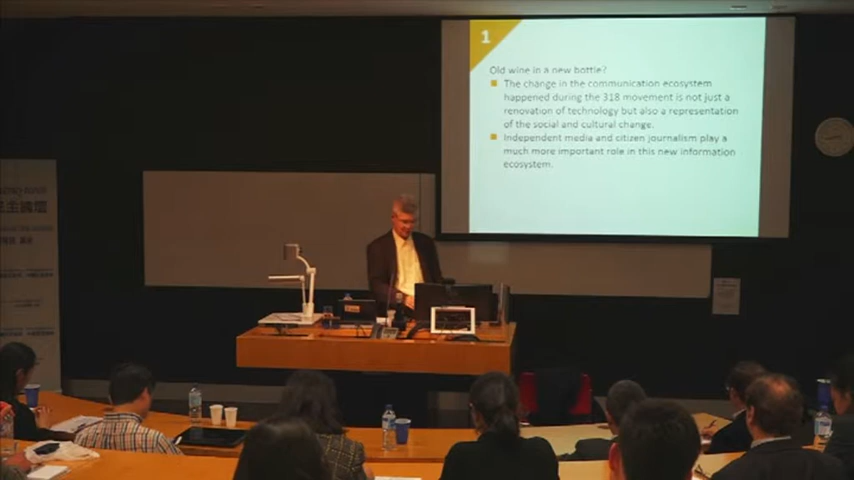 1
Old wine in a new bottle?
The change in the communication ecosystem
happened during the 318 movement is not just a
renovation of technology but also a representation
of the social and cultural change.
Independent media and citizen journalism play a
much more important role in this new information
ecosystem.